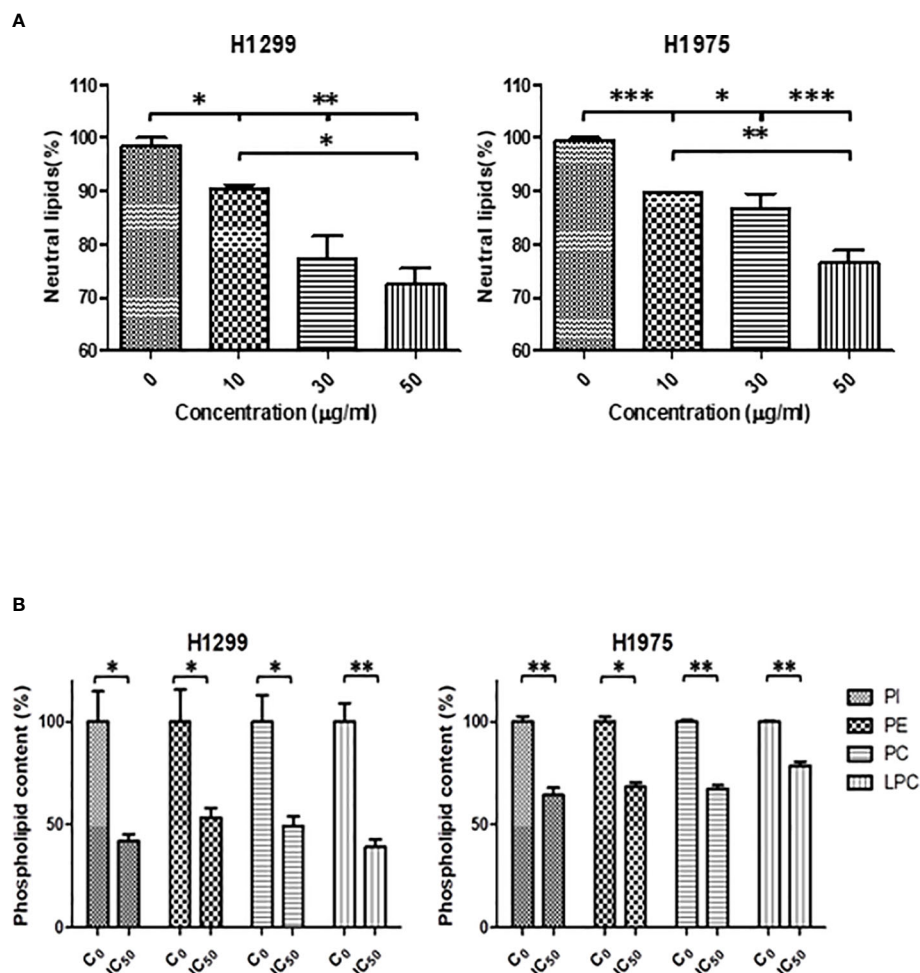 A
H1299
H1975
* **
*
*** * ***
**
Neutral lipids(%)
110
100
90
80
70
60
0 10 30 50
Concentration (µg/ml)
Neutral lipids(%)
110
100
90
80
70
60
0 10 30 50
Concentration (µg/ml)
B
H1299
H1975
* * * **
** * ** **
Phospholipid content (%)
100
50
0
C0 IC50 C0 IC50 C0 IC50 C0 IC50
Phospholipid content (%)
100
50
0
C0 IC50 C0 IC50 C0 IC50 C0 IC50
PI
PE
PC
LPC